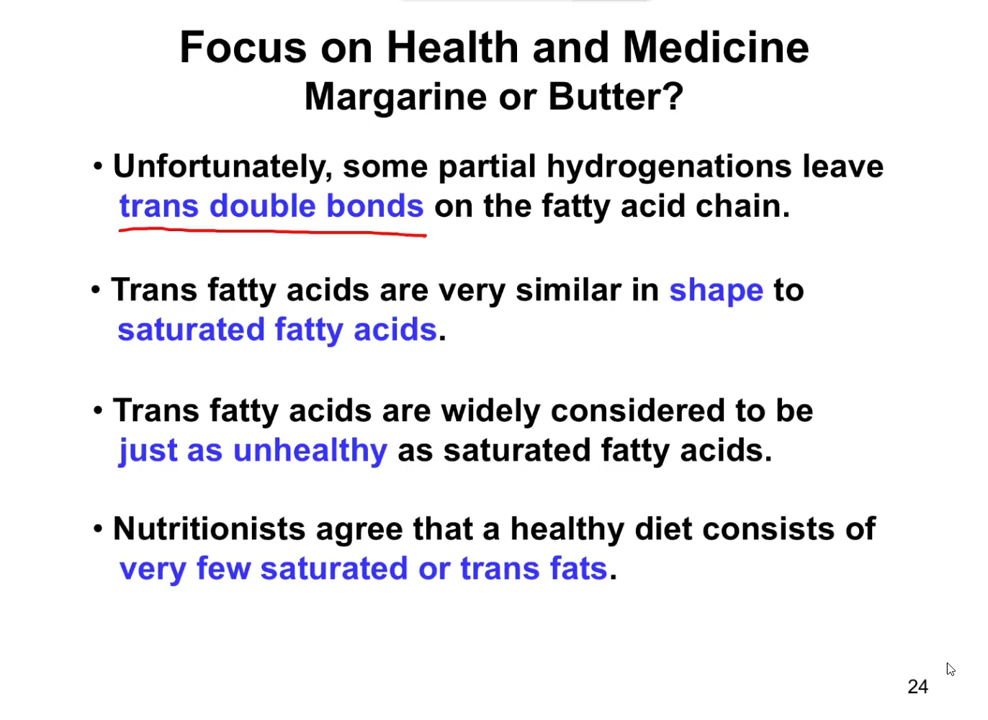 Focus on Health and Medicine
Margarine or Butter?
• Unfortunately, some partial hydrogenations leave
trans double bonds on the fatty acid chain.
• Trans fatty acids are very similar in shape to
saturated fatty acids.
• Trans fatty acids are widely considered to be
just as unhealthy as saturated fatty acids.
• Nutritionists agree that a healthy diet consists of
very few saturated or trans fats.
24